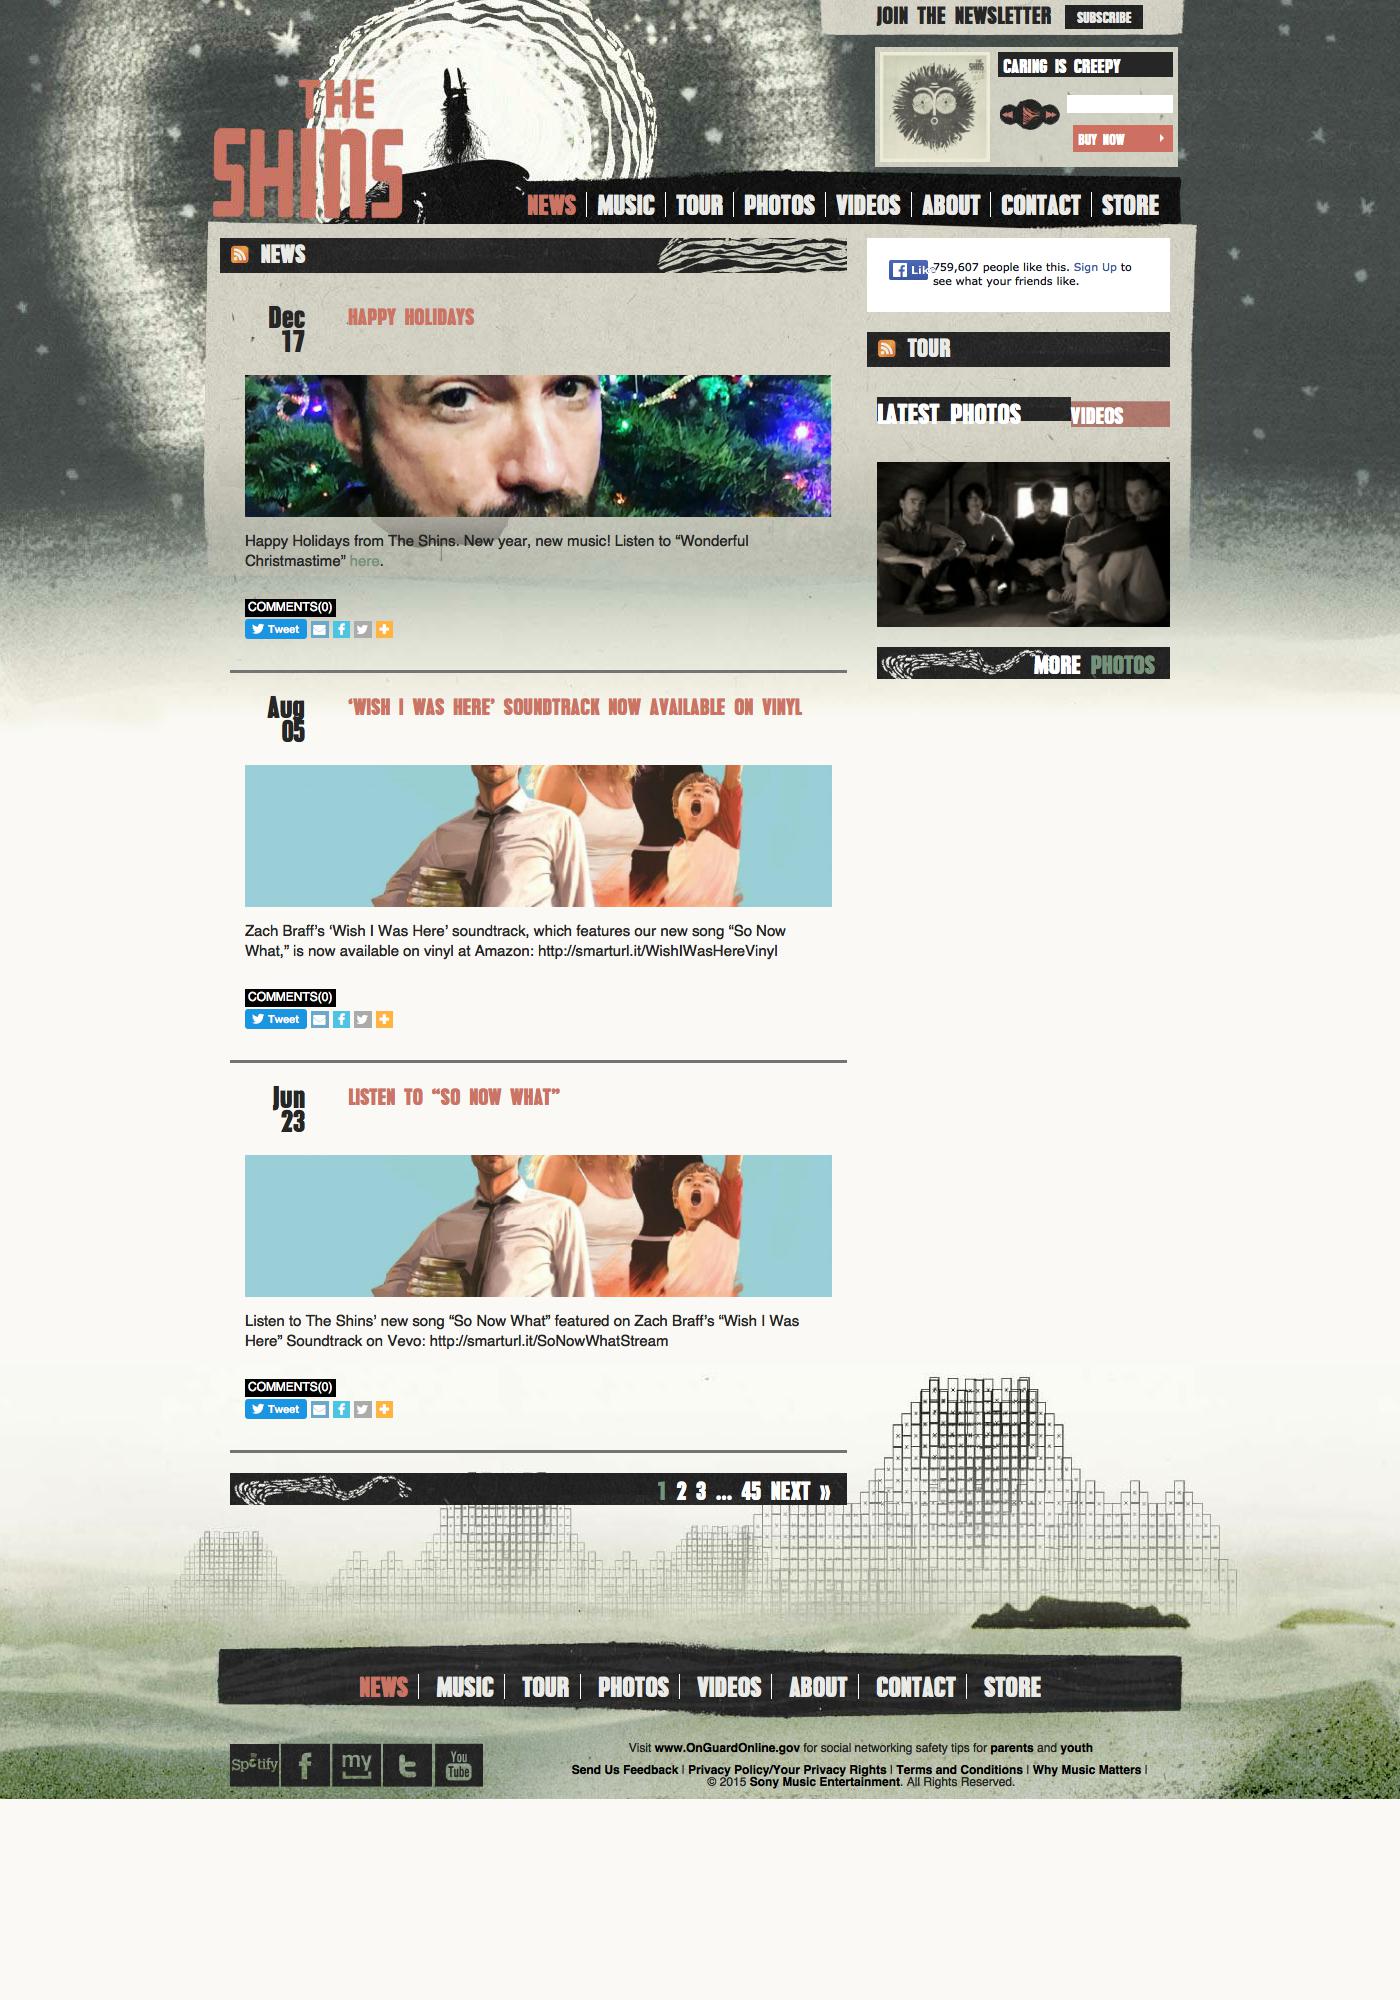 JOIN THE NEWSLETTER SUBSCRIBE
THE
SHINS
CARING IS CREEPY
BUY NOW
NEWS MUSIC TOUR PHOTOS VIDEOS ABOUT CONTACT STORE
NEWS
Dec
17
HAPPY HOLIDAYS
Happy Holidays from The Shins. New year, new music! Listen to “Wonderful
Christmastime” here.
COMMENTS(0)
Tweet
Aug
05
‘WISH I WAS HERE’ SOUNDTRACK NOW AVAILABLE ON VINYL
Zach Braff’s ‘Wish I Was Here’ soundtrack, which features our new song “So Now
What,” is now available on vinyl at Amazon: http://smarturl.it/WishIWasHereVinyl
COMMENTS(0)
Tweet
Jun
23
LISTEN TO “SO NOW WHAT”
Listen to The Shins’ new song “So Now What” featured on Zach Braff’s “Wish I Was
Here” Soundtrack on Vevo: http://smarturl.it/SoNowWhatStream
COMMENTS(0)
Tweet
1 2 3 ... 45 NEXT »
Like 759,607 people like this. Sign Up to
see what your friends like.
TOUR
LATEST PHOTOS VIDEOS
MORE PHOTOS
NEWS MUSIC TOUR PHOTOS VIDEOS ABOUT CONTACT STORE
Spotify my You Tube
Visit www.OnGuardOnline.gov for social networking safety tips for parents and youth
Send Us Feedback | Privacy Policy/Your Privacy Rights | Terms and Conditions | Why Music Matters |
© 2015 Sony Music Entertainment. All Rights Reserved.